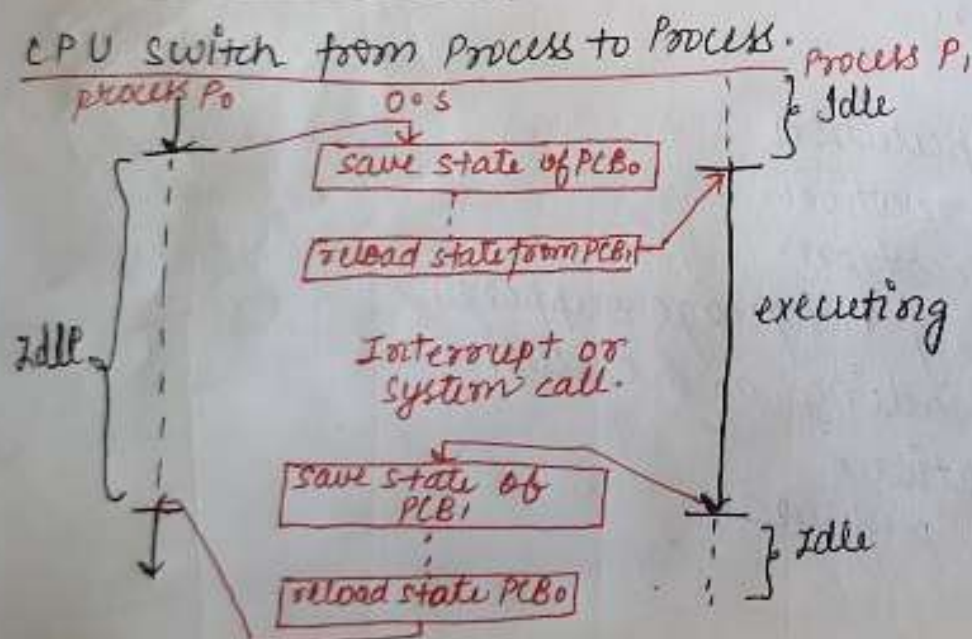 CPU switch from Process to Process.
process P0
O.S
Process P1
Idle
save state of PCB0
reload state from PCB1
Idle
executing
Interrupt or
system call.
save state of
PCB1
Idle
reload state PCB0